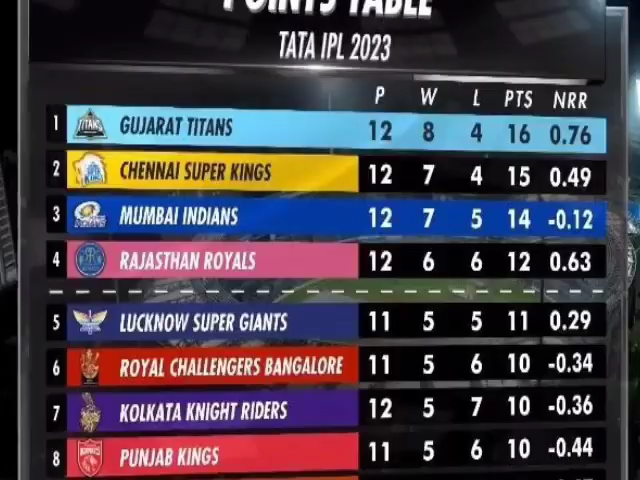 POINTS TABLE
TATA IPL 2023
P W L PTS NRR
1 TITANS GUJARAT TITANS 12 8 4 16 0.76
2 CHENNAI SUPER KINGS 12 7 4 15 0.49
3 MUMBAI INDIANS 12 7 5 14 -0.12
4 RAJASTHAN ROYALS 12 6 6 12 0.63
5 LUCKNOW SUPER GIANTS 11 5 5 11 0.29
6 ROYAL CHALLENGERS BANGALORE 11 5 6 10 -0.34
7 KOLKATA KNIGHT RIDERS 12 5 7 10 -0.36
8 PUNJAB KINGS 11 5 6 10 -0.44